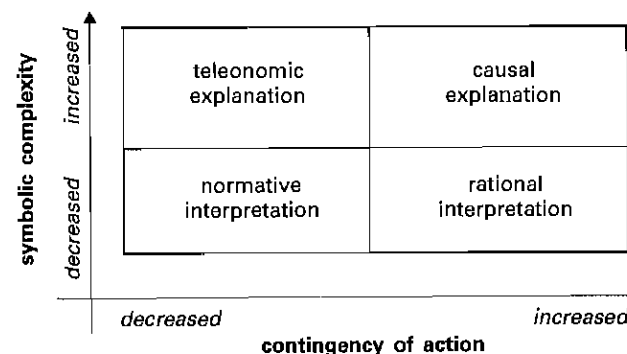 symbolic complexity
increased
decreased
teleonomic
explanation
causal
explanation
normative
interpretation
rational
interpretation
decreased
increased
contingency of action